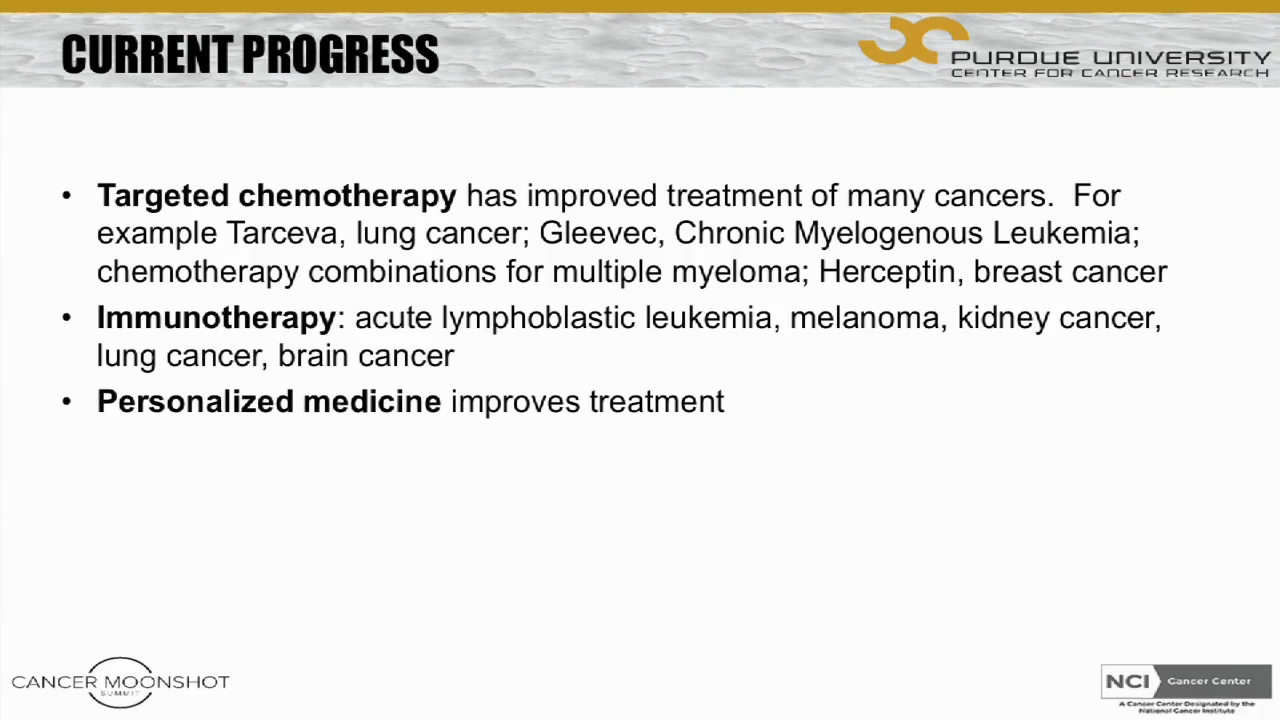 CURRENT PROGRESS
PURDUE UNIVERSITY
CENTER FOR CANCER RESEARCH
• Targeted chemotherapy has improved treatment of many cancers. For
example Tarceva, lung cancer; Gleevec, Chronic Myelogenous Leukemia;
chemotherapy combinations for multiple myeloma; Herceptin, breast cancer
• Immunotherapy: acute lymphoblastic leukemia, melanoma, kidney cancer,
lung cancer, brain cancer
• Personalized medicine improves treatment
CANCER MOONSHOT
SUMMIT
NCI Cancer Center
A Cancer Center Designated by the
National Cancer Institute